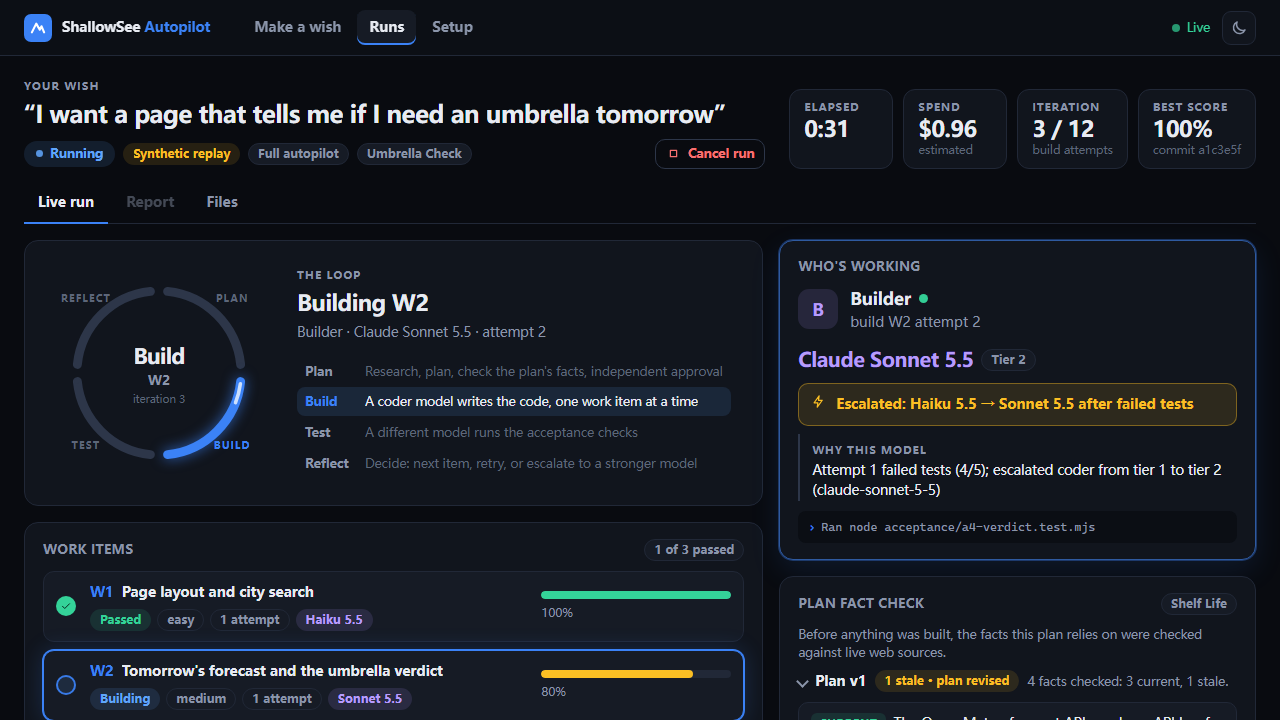 ShallowSee Autopilot Make a wish Runs Setup Live
YOUR WISH
“I want a page that tells me if I need an umbrella tomorrow”
Running Synthetic replay Full autopilot Umbrella Check Cancel run
ELAPSED
0:31
SPEND
$0.96
estimated
ITERATION
3 / 12
build attempts
BEST SCORE
100%
commit a1c3e5f
Live run Report Files
REFLECT PLAN
Build
W2
iteration 3
TEST BUILD
THE LOOP
Building W2
Builder · Claude Sonnet 5.5 · attempt 2
Plan Research, plan, check the plan's facts, independent approval
Build A coder model writes the code, one work item at a time
Test A different model runs the acceptance checks
Reflect Decide: next item, retry, or escalate to a stronger model
WORK ITEMS 1 of 3 passed
W1 Page layout and city search
Passed easy 1 attempt Haiku 5.5
100%
W2 Tomorrow's forecast and the umbrella verdict
Building medium 1 attempt Sonnet 5.5
80%
WHO'S WORKING
B Builder
build W2 attempt 2
Claude Sonnet 5.5 Tier 2
Escalated: Haiku 5.5 → Sonnet 5.5 after failed tests
WHY THIS MODEL
Attempt 1 failed tests (4/5); escalated coder from tier 1 to tier 2
(claude-sonnet-5-5)
› Ran node acceptance/a4-verdict.test.mjs
PLAN FACT CHECK Shelf Life
Before anything was built, the facts this plan relies on were checked
against live web sources.
Plan v1 1 stale • plan revised 4 facts checked: 3 current, 1 stale.